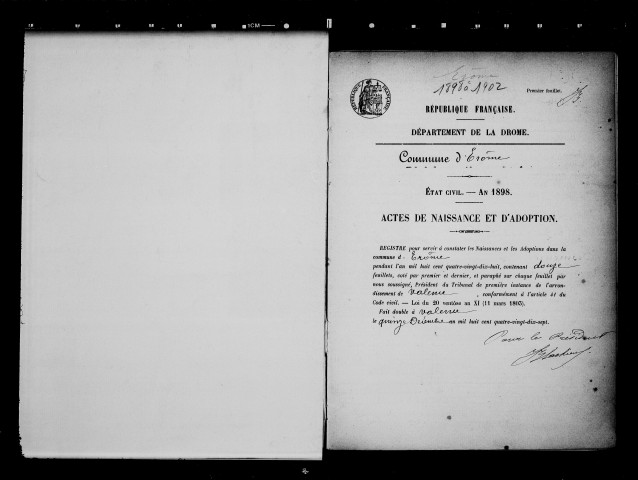 Erôme
1898 à 1902
Premier feuillet.
RÉPUBLIQUE FRANÇAISE.
DÉPARTEMENT DE LA DROME.
Commune d'Erôme
ÉTAT CIVIL. — AN 1898.
ACTES DE NAISSANCE ET D'ADOPTION.
REGISTRE pour servir à constater les Naissances et les Adoptions dans la
commune d Erôme
pendant l'an mil huit cent quatre-vingt-dix-huit, contenant douze
feuillets, coté par premier et dernier, et paraphé sur chaque feuillet par
nous soussigné, Président du Tribunal de première instance de l'arron-
dissement de Valence, conformément à l'article 41 du
Code civil. — Loi du 20 ventôse an XI (11 mars 1803).
Fait double à Valence
le quinze Décembre an mil huit cent quatre-vingt-dix-sept.
Pour le Président
1CM